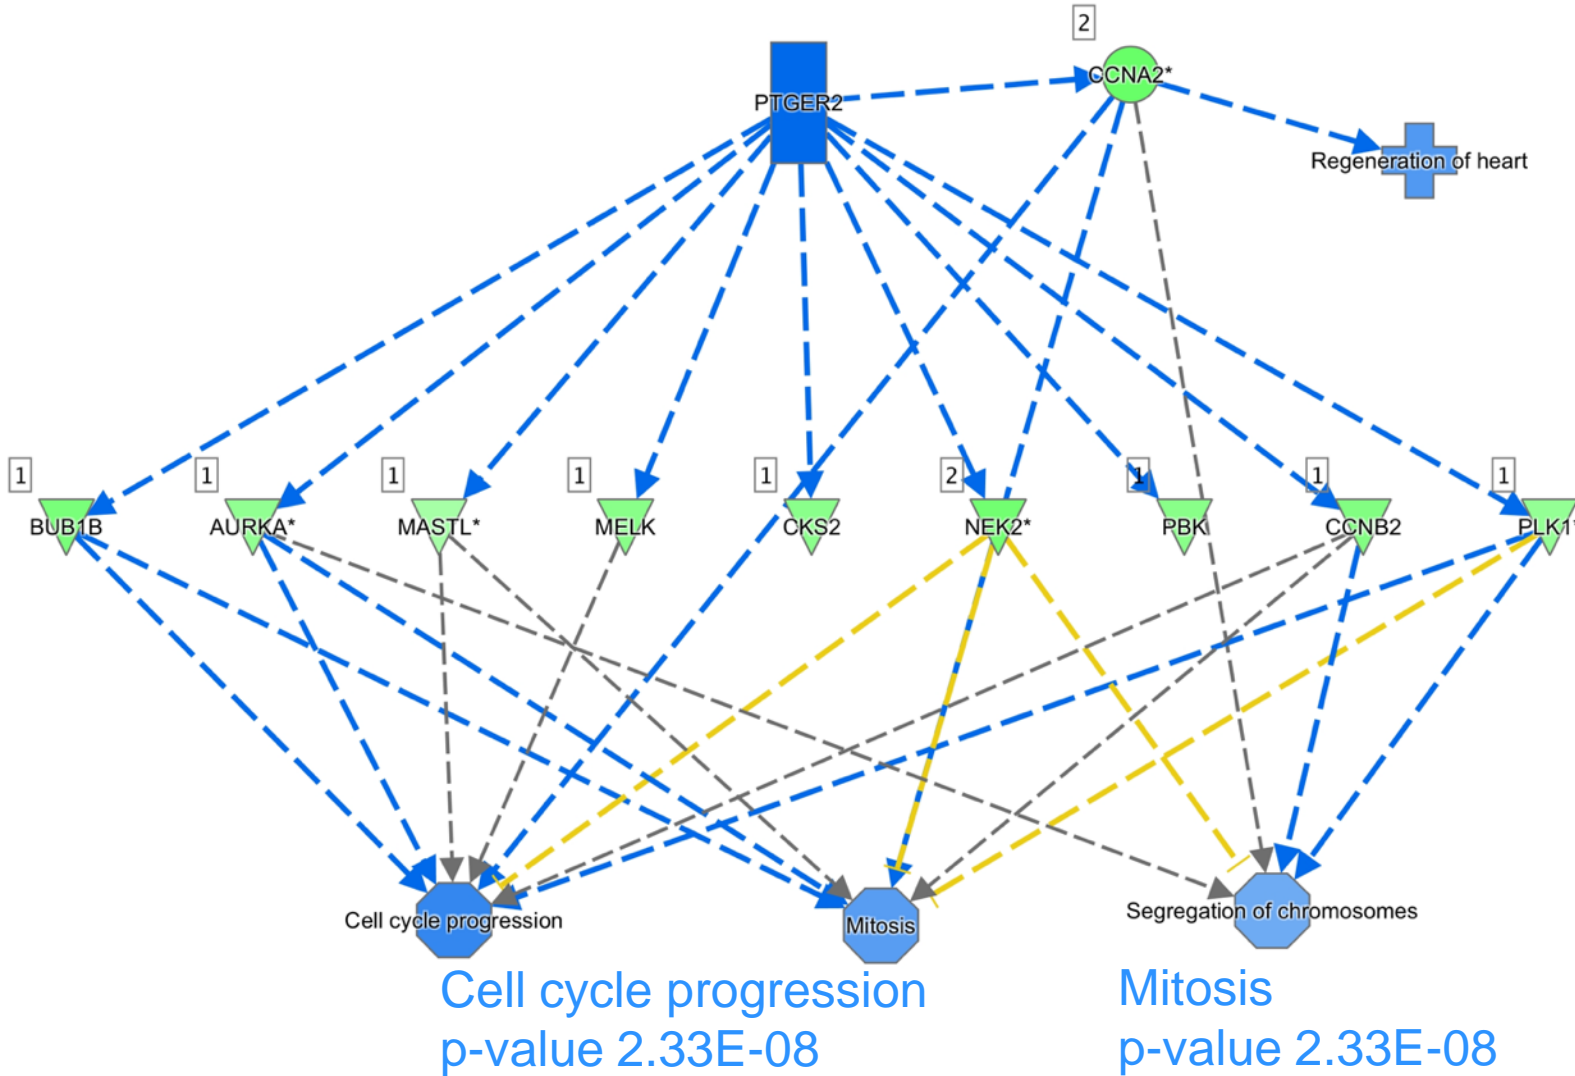 2
CCNA2*
PTGER2
Regeneration of heart
1
1
1
1
1
2
1
1
1
BUB1B
AURKA*
MASTL*
MELK
CKS2
NEK2*
PBK
CCNB2
PLK1*
Cell cycle progression
Mitosis
Segregation of chromosomes
Cell cycle progression
p-value 2.33E-08
Mitosis
p-value 2.33E-08